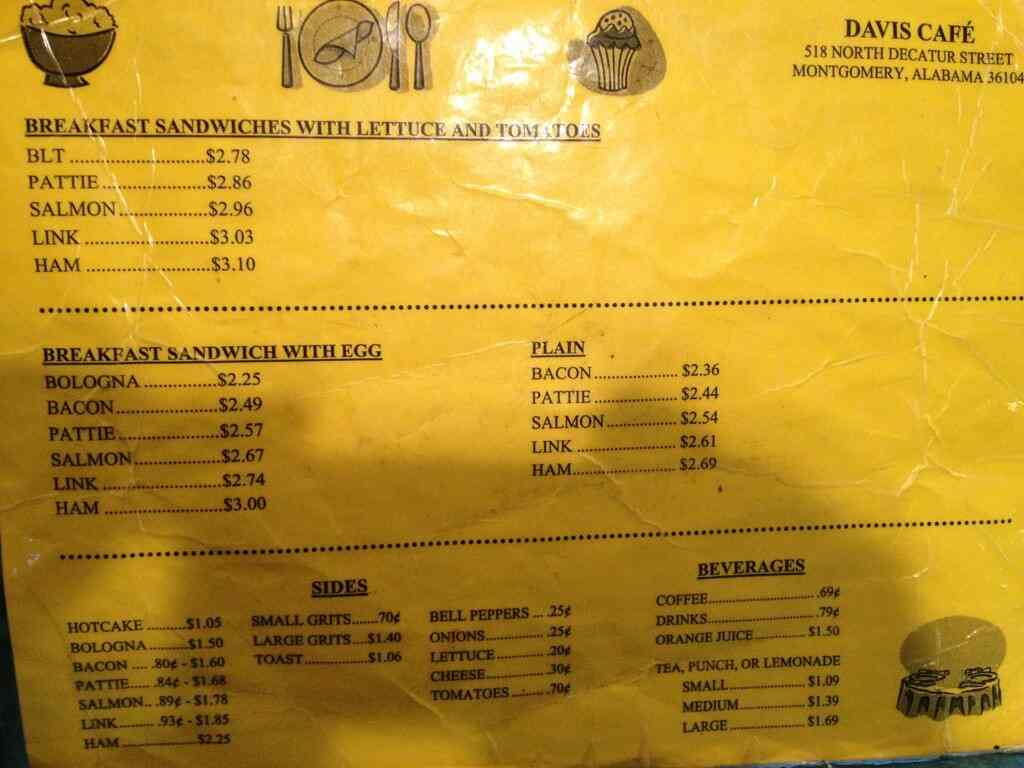 DAVIS CAFÉ
518 NORTH DECATUR STREET
MONTGOMERY, ALABAMA 36104
BREAKFAST SANDWICHES WITH LETTUCE AND TOMATOES
BLT ..........................$2.78
PATTIE ....................$2.86
SALMON .................$2.96
LINK ........................$3.03
HAM ........................$3.10
BREAKFAST SANDWICH WITH EGG
BOLOGNA ..............$2.25
BACON ...................$2.49
PATTIE ...................$2.57
SALMON ................$2.67
LINK ......................$2.74
HAM ......................$3.00
PLAIN
BACON ................ $2.36
PATTIE ................. $2.44
SALMON .............. $2.54
LINK .................... $2.61
HAM .................... $2.69
SIDES
HOTCAKE .........$1.05
BOLOGNA .........$1.50
BACON .... .80¢ - $1.60
PATTIE ..... .84¢ - $1.68
SALMON .. .89¢ - $1.78
LINK ........ .93¢ - $1.85
HAM ...................$2.25
SMALL GRITS .......70¢
LARGE GRITS ....$1.40
TOAST .................$1.06
BELL PEPPERS ... .25¢
ONIONS .............. .25¢
LETTUCE ............ .20¢
CHEESE ............... .30¢
TOMATOES ......... .70¢
BEVERAGES
COFFEE ......................... .69¢
DRINKS ......................... .79¢
ORANGE JUICE ............ $1.50
TEA, PUNCH, OR LEMONADE
SMALL .................. $1.09
MEDIUM ............... $1.39
LARGE .................. $1.69